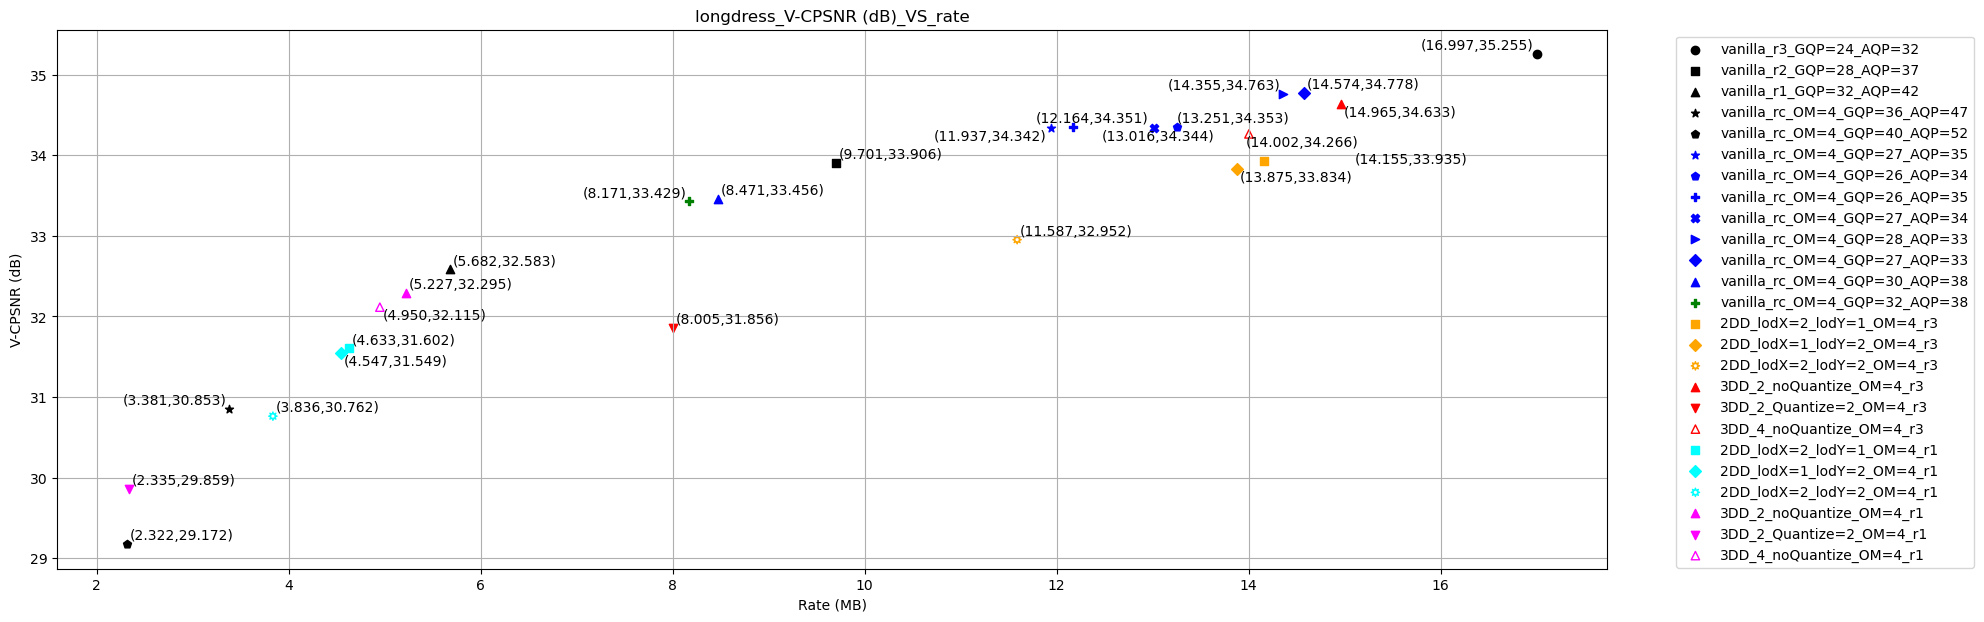 longdress_V-CPSNR (dB)_VS_rate
V-CPSNR (dB)
35
34
33
32
31
30
29
(16.997,35.255)
(14.355,34.763)
(14.574,34.778)
(14.965,34.633)
(12.164,34.351)
(13.251,34.353)
(11.937,34.342)
(13.016,34.344)
(14.002,34.266)
(9.701,33.906)
(14.155,33.935)
(13.875,33.834)
(8.171,33.429)
(8.471,33.456)
(11.587,32.952)
(5.682,32.583)
(5.227,32.295)
(4.950,32.115)
(8.005,31.856)
(4.633,31.602)
(4.547,31.549)
(3.381,30.853)
(3.836,30.762)
(2.335,29.859)
(2.322,29.172)
2
4
6
8
10
12
14
16
Rate (MB)
vanilla_r3_GQP=24_AQP=32
vanilla_r2_GQP=28_AQP=37
vanilla_r1_GQP=32_AQP=42
vanilla_rc_OM=4_GQP=36_AQP=47
vanilla_rc_OM=4_GQP=40_AQP=52
vanilla_rc_OM=4_GQP=27_AQP=35
vanilla_rc_OM=4_GQP=26_AQP=34
vanilla_rc_OM=4_GQP=26_AQP=35
vanilla_rc_OM=4_GQP=27_AQP=34
vanilla_rc_OM=4_GQP=28_AQP=33
vanilla_rc_OM=4_GQP=27_AQP=33
vanilla_rc_OM=4_GQP=30_AQP=38
vanilla_rc_OM=4_GQP=32_AQP=38
2DD_lodX=2_lodY=1_OM=4_r3
2DD_lodX=1_lodY=2_OM=4_r3
2DD_lodX=2_lodY=2_OM=4_r3
3DD_2_noQuantize_OM=4_r3
3DD_2_Quantize=2_OM=4_r3
3DD_4_noQuantize_OM=4_r3
2DD_lodX=2_lodY=1_OM=4_r1
2DD_lodX=1_lodY=2_OM=4_r1
2DD_lodX=2_lodY=2_OM=4_r1
3DD_2_noQuantize_OM=4_r1
3DD_2_Quantize=2_OM=4_r1
3DD_4_noQuantize_OM=4_r1